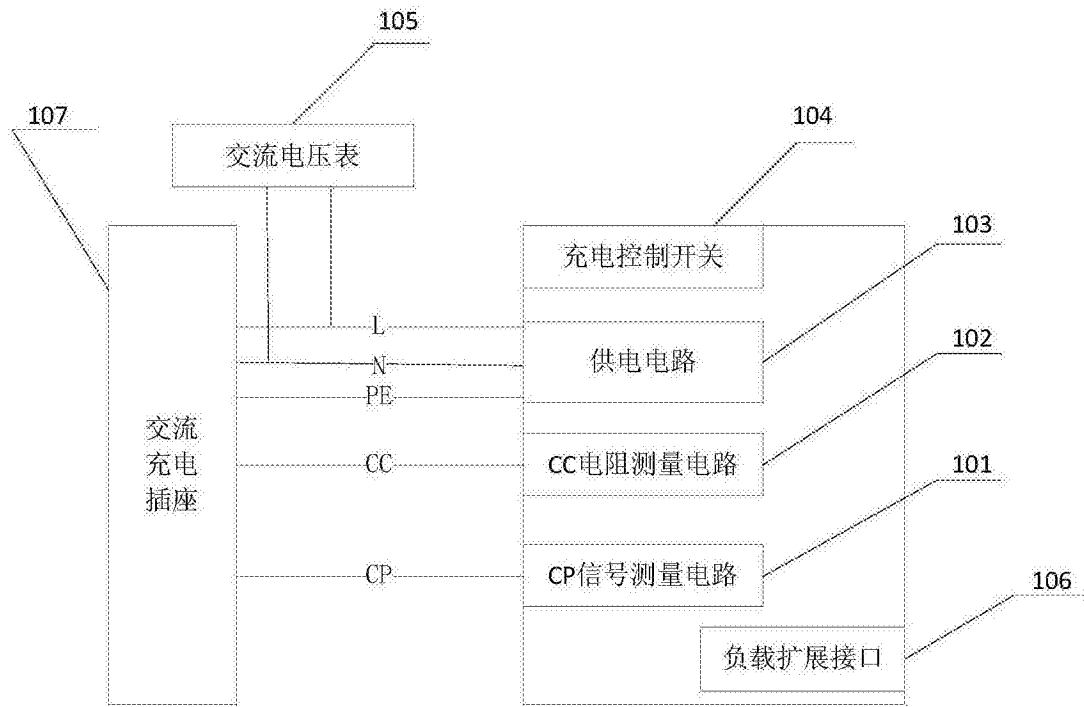 105
107
交流电压表
104
充电控制开关
103
L
N
供电电路
102
PE
交流
充电
插座
CC
CC电阻测量电路
101
CP
CP信号测量电路
106
负载扩展接口